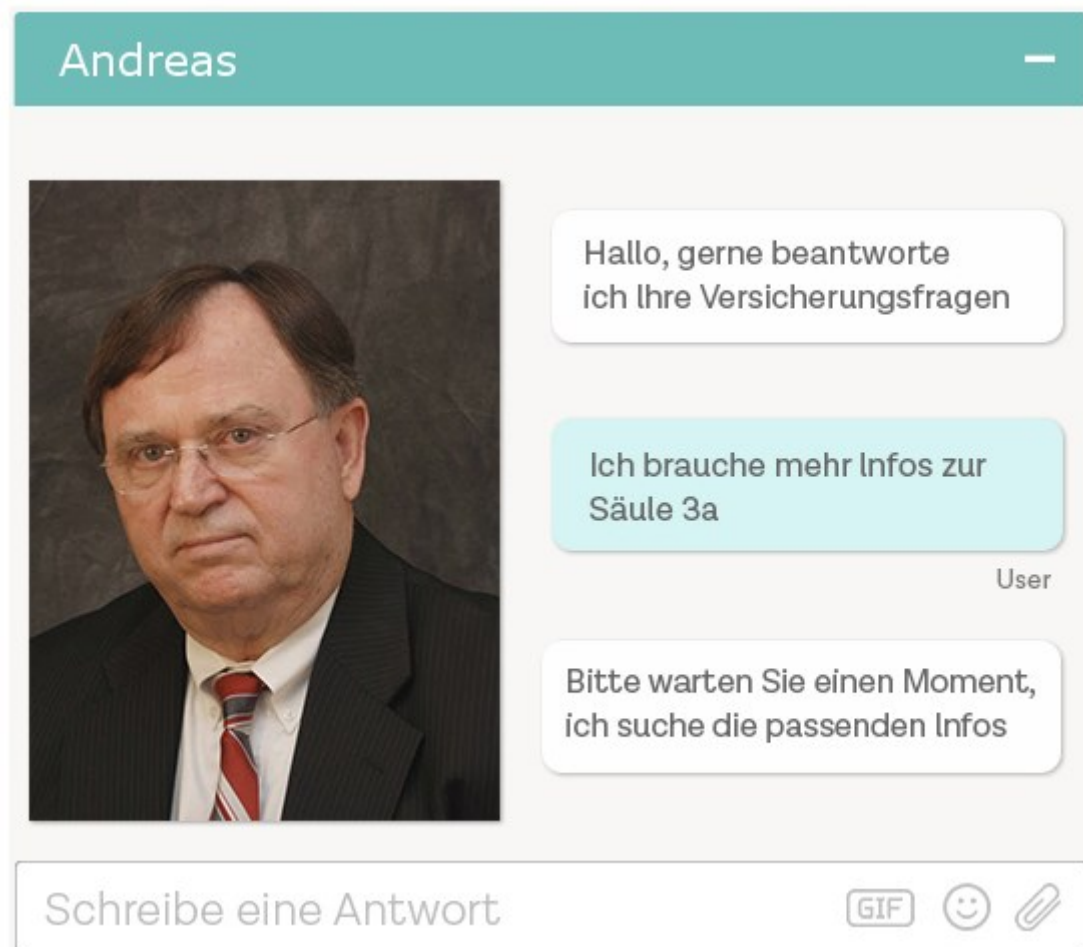 Andreas
Hallo, gerne beantworte
ich Ihre Versicherungsfragen
Ich brauche mehr Infos zur
Säule 3a
User
Bitte warten Sie einen Moment,
ich suche die passenden Infos
Schreibe eine Antwort
GIF